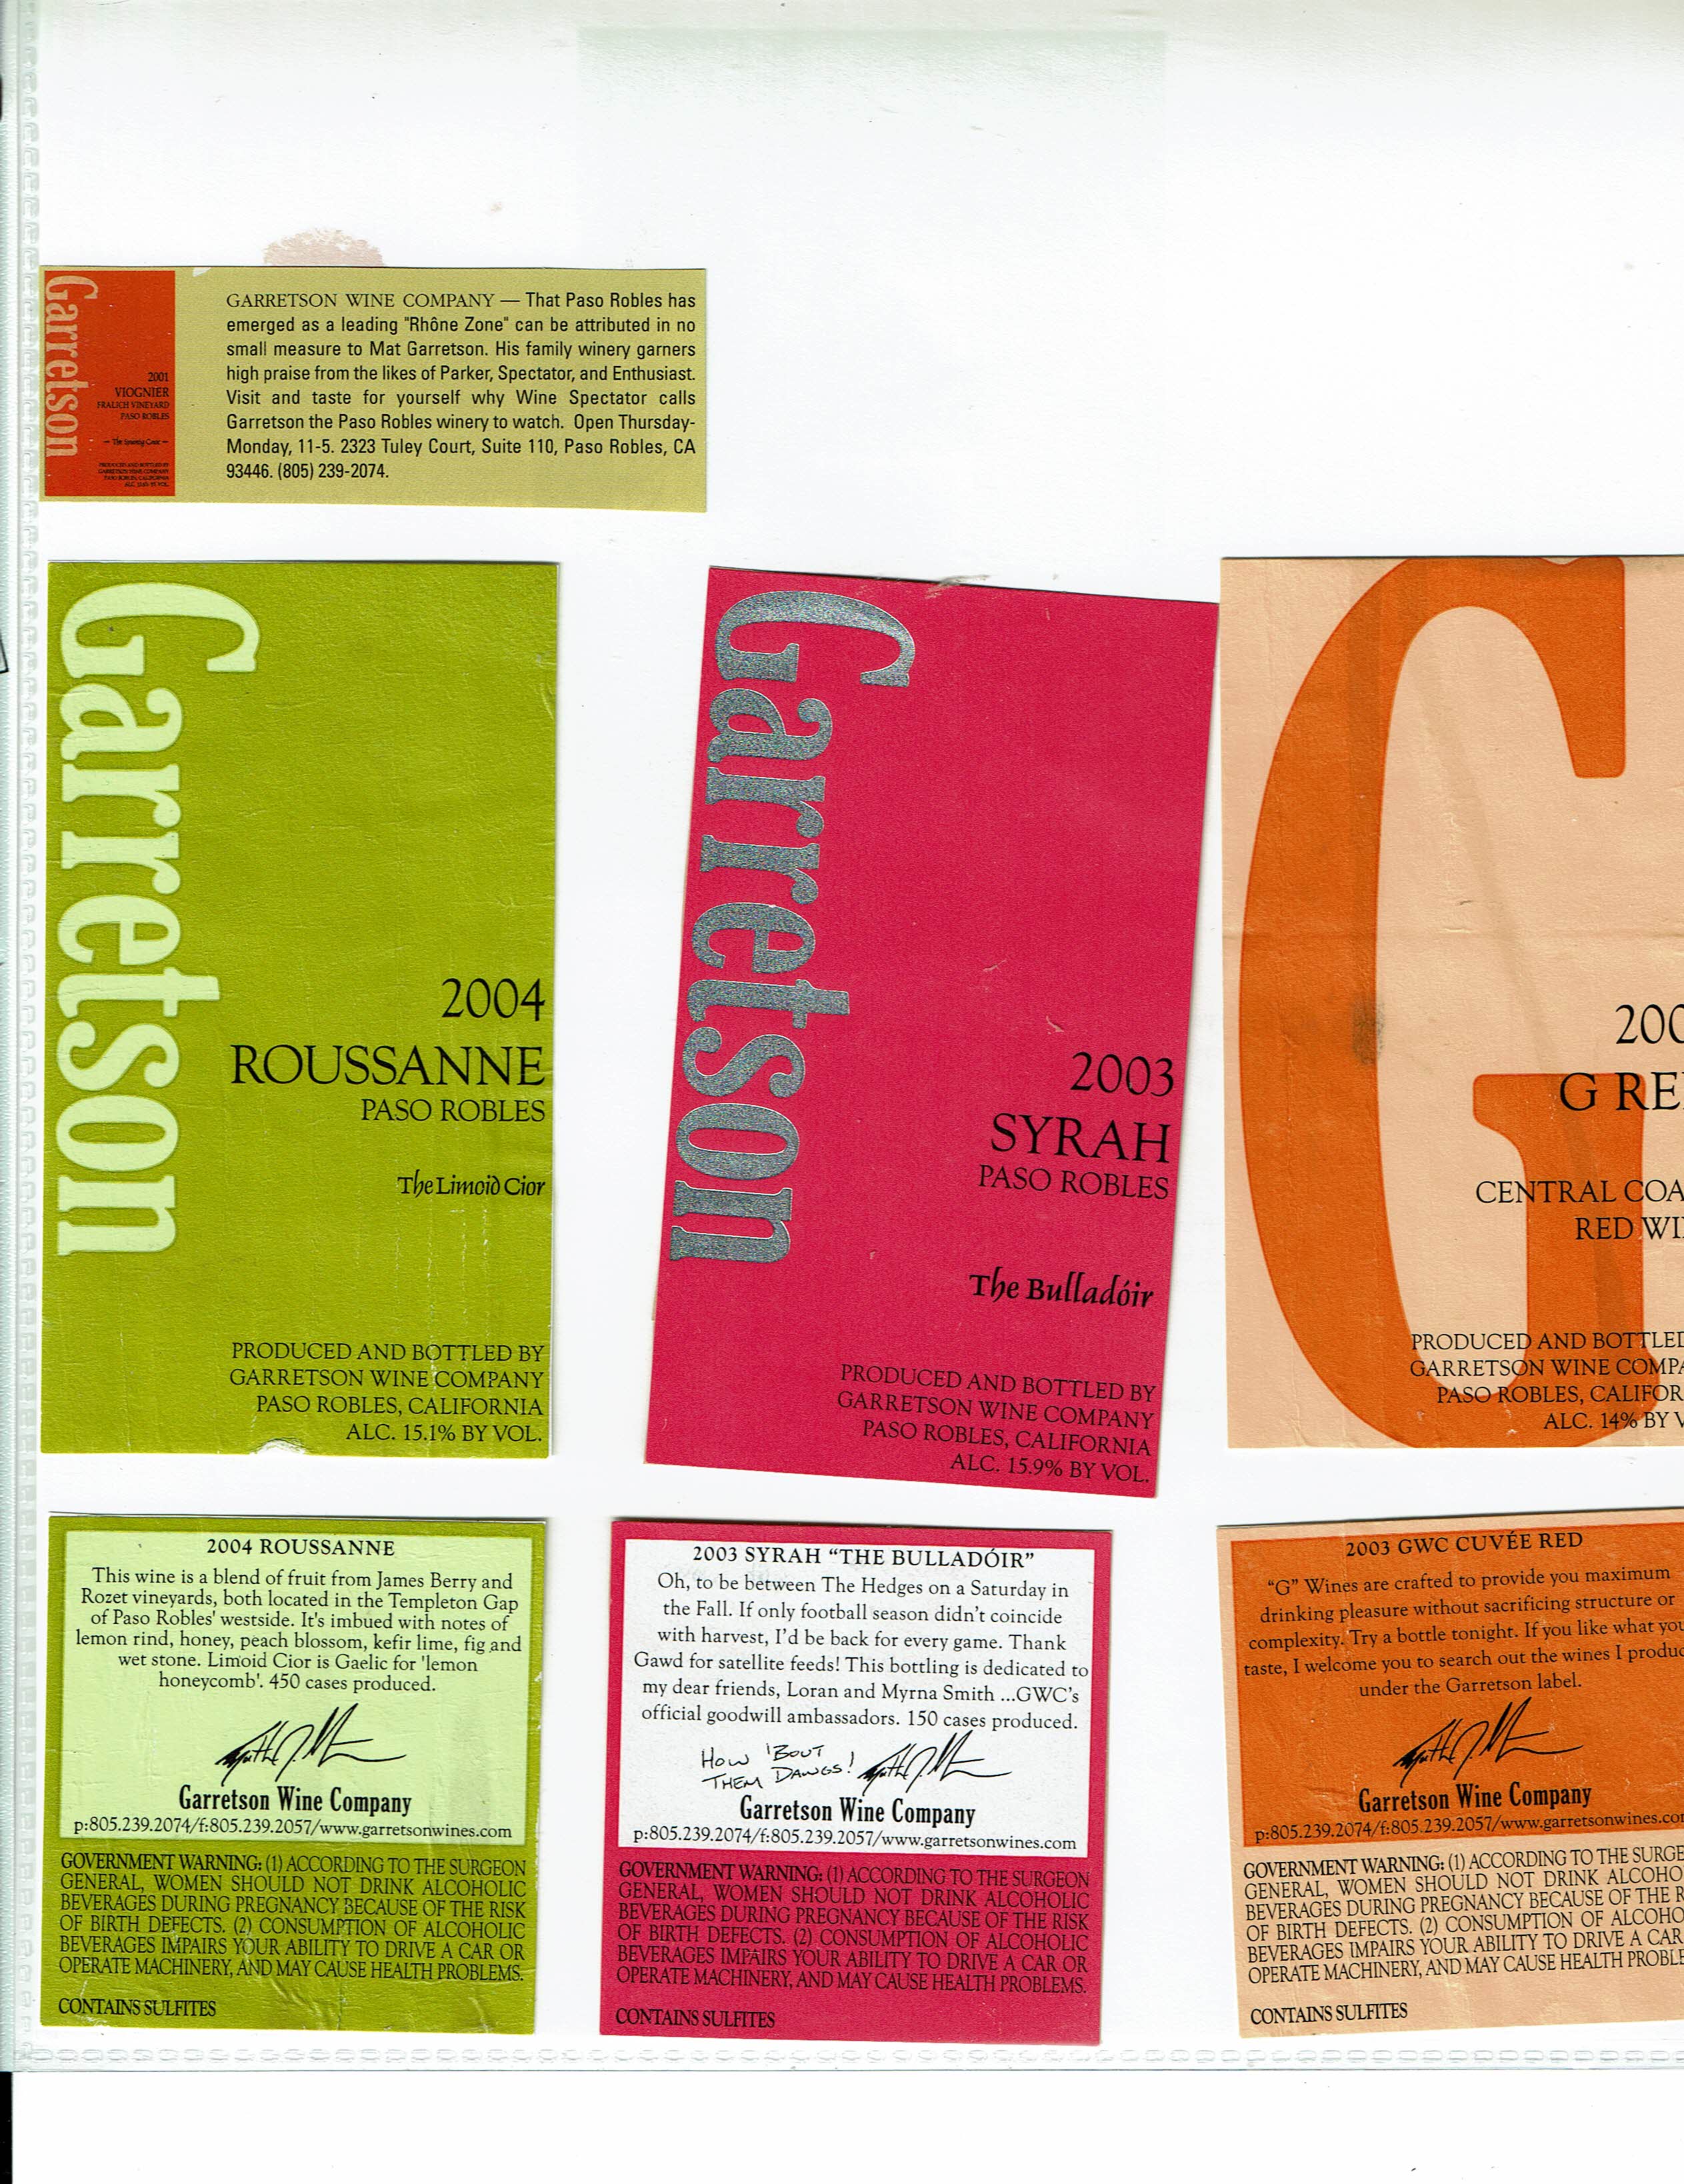 Garretson
2001
VIOGNIER
FRALICH VINEYARD
PASO ROBLES
PRODUCED AND BOTTLED BY
GARRETSON WINE COMPANY
PASO ROBLES, CALIFORNIA
GARRETSON WINE COMPANY — That Paso Robles has
emerged as a leading "Rhône Zone" can be attributed in no
small measure to Mat Garretson. His family winery garners
high praise from the likes of Parker, Spectator, and Enthusiast.
Visit and taste for yourself why Wine Spectator calls
Garretson the Paso Robles winery to watch. Open Thursday-
Monday, 11-5. 2323 Tuley Court, Suite 110, Paso Robles, CA
93446. (805) 239-2074.
Garretson
2004
ROUSSANNE
PASO ROBLES
The Limoid Cior
PRODUCED AND BOTTLED BY
GARRETSON WINE COMPANY
PASO ROBLES, CALIFORNIA
ALC. 15.1% BY VOL.
Garretson
2003
SYRAH
PASO ROBLES
The Bulladóir
PRODUCED AND BOTTLED BY
GARRETSON WINE COMPANY
PASO ROBLES, CALIFORNIA
ALC. 15.9% BY VOL.
G
200
G RE
CENTRAL COA
RED WI
PRODUCED AND BOTTLED
GARRETSON WINE COMPA
PASO ROBLES, CALIFOR
ALC. 14% BY V
2004 ROUSSANNE
This wine is a blend of fruit from James Berry and
Rozet vineyards, both located in the Templeton Gap
of Paso Robles' westside. It's imbued with notes of
lemon rind, honey, peach blossom, kefir lime, fig and
wet stone. Limoid Cior is Gaelic for 'lemon
honeycomb'. 450 cases produced.
Garretson Wine Company
p:805.239.2074/f:805.239.2057/www.garretsonwines.com
GOVERNMENT WARNING: (1) ACCORDING TO THE SURGEON
GENERAL, WOMEN SHOULD NOT DRINK ALCOHOLIC
BEVERAGES DURING PREGNANCY BECAUSE OF THE RISK
OF BIRTH DEFECTS. (2) CONSUMPTION OF ALCOHOLIC
BEVERAGES IMPAIRS YOUR ABILITY TO DRIVE A CAR OR
OPERATE MACHINERY, AND MAY CAUSE HEALTH PROBLEMS.
CONTAINS SULFITES
2003 SYRAH “THE BULLADÓIR”
Oh, to be between The Hedges on a Saturday in
the Fall. If only football season didn’t coincide
with harvest, I’d be back for every game. Thank
Gawd for satellite feeds! This bottling is dedicated to
my dear friends, Loran and Myrna Smith ...GWC’s
official goodwill ambassadors. 150 cases produced.
HOW 'BOUT
THEM DAWGS!
Garretson Wine Company
p:805.239.2074/f:805.239.2057/www.garretsonwines.com
GOVERNMENT WARNING: (1) ACCORDING TO THE SURGEON
GENERAL, WOMEN SHOULD NOT DRINK ALCOHOLIC
BEVERAGES DURING PREGNANCY BECAUSE OF THE RISK
OF BIRTH DEFECTS. (2) CONSUMPTION OF ALCOHOLIC
BEVERAGES IMPAIRS YOUR ABILITY TO DRIVE A CAR OR
OPERATE MACHINERY, AND MAY CAUSE HEALTH PROBLEMS.
CONTAINS SULFITES
2003 GWC CUVÉE RED
“G” Wines are crafted to provide you maximum
drinking pleasure without sacrificing structure or
complexity. Try a bottle tonight. If you like what you
taste, I welcome you to search out the wines I produc
under the Garretson label.
Garretson Wine Company
p:805.239.2074/f:805.239.2057/www.garretsonwines.co
GOVERNMENT WARNING: (1) ACCORDING TO THE SURGE
GENERAL, WOMEN SHOULD NOT DRINK ALCOHO
BEVERAGES DURING PREGNANCY BECAUSE OF THE R
OF BIRTH DEFECTS. (2) CONSUMPTION OF ALCOHO
BEVERAGES IMPAIRS YOUR ABILITY TO DRIVE A CAR
OPERATE MACHINERY, AND MAY CAUSE HEALTH PROBLE
CONTAINS SULFITES